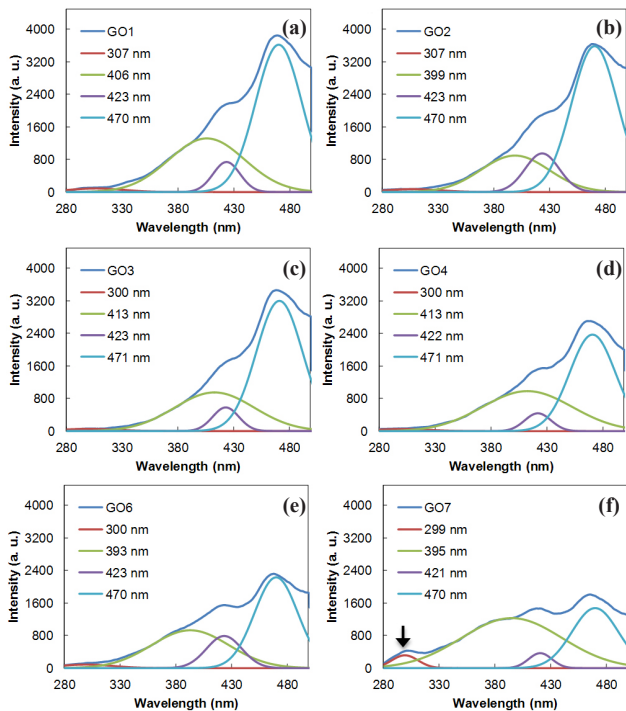 (a)
GO1
307 nm
406 nm
423 nm
470 nm
Intensity (a. u.)
4000
3200
2400
1600
800
0
280 330 380 430 480
Wavelength (nm)
(b)
GO2
307 nm
399 nm
423 nm
470 nm
Intensity (a. u.)
4000
3200
2400
1600
800
0
280 330 380 430 480
Wavelength (nm)
(c)
GO3
300 nm
413 nm
423 nm
471 nm
Intensity (a. u.)
4000
3200
2400
1600
800
0
280 330 380 430 480
Wavelength (nm)
(d)
GO4
300 nm
413 nm
422 nm
471 nm
Intensity (a. u.)
4000
3200
2400
1600
800
0
280 330 380 430 480
Wavelength (nm)
(e)
GO6
300 nm
393 nm
423 nm
470 nm
Intensity (a. u.)
4000
3200
2400
1600
800
0
280 330 380 430 480
Wavelength (nm)
(f)
GO7
299 nm
395 nm
421 nm
470 nm
Intensity (a. u.)
4000
3200
2400
1600
800
0
280 330 380 430 480
Wavelength (nm)